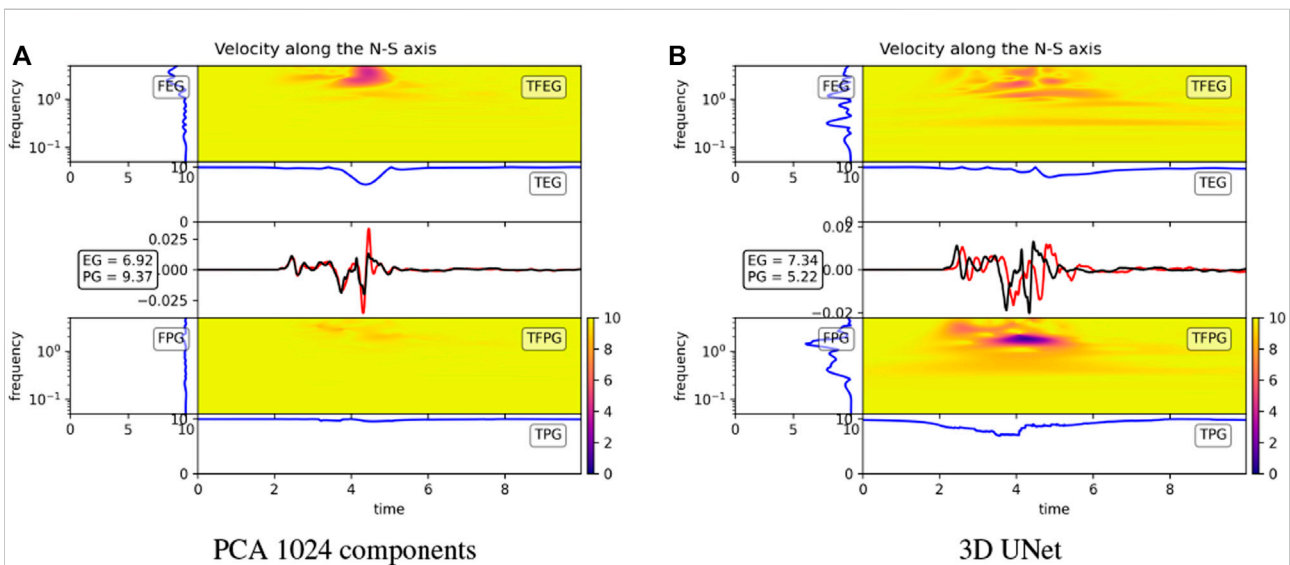 A
Velocity along the N-S axis
frequency
10⁰
10⁻¹
FEG
TFEG
0
5
10
TEG
0
EG = 6.92
PG = 9.37
0.025
.000
−0.025
frequency
10⁰
10⁻¹
FPG
TFPG
10
8
6
4
2
0
0
5
10
TPG
0
0
2
4
6
8
time
PCA 1024 components
B
Velocity along the N-S axis
frequency
10⁰
10⁻¹
FEG
TFEG
0
5
10
TEG
0
EG = 7.34
PG = 5.22
0.02
0.00
−0.02
frequency
10⁰
10⁻¹
FPG
TFPG
10
8
6
4
2
0
0
5
10
TPG
0
0
2
4
6
8
time
3D UNet